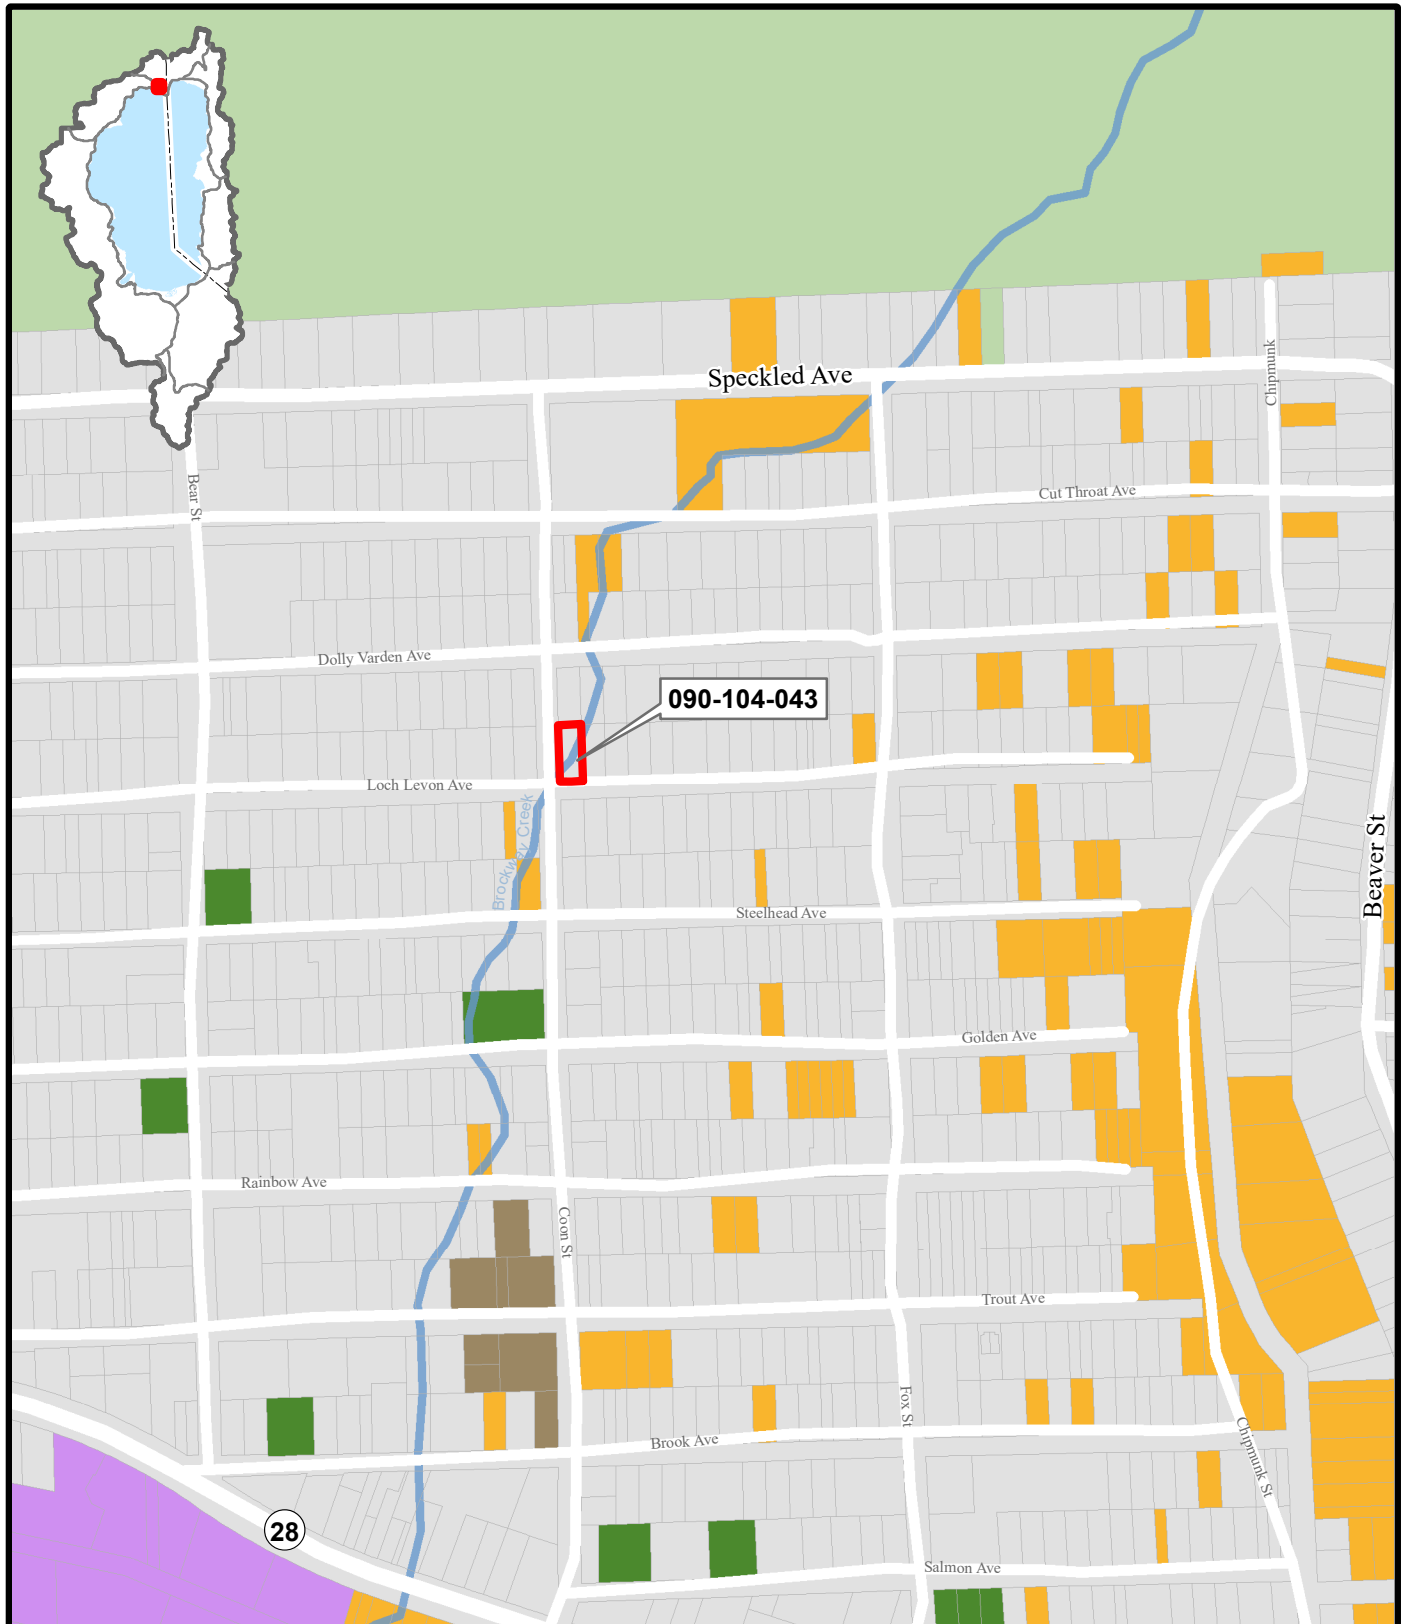 Speckled Ave
Chipmunk
Bear St
Cut Throat Ave
Dolly Varden Ave
090-104-043
Loch Levon Ave
Brockway Creek
Beaver St
Steelhead Ave
Golden Ave
Rainbow Ave
Coon St
Trout Ave
Fox St
Brook Ave
Chipmunk St
28
Salmon Ave